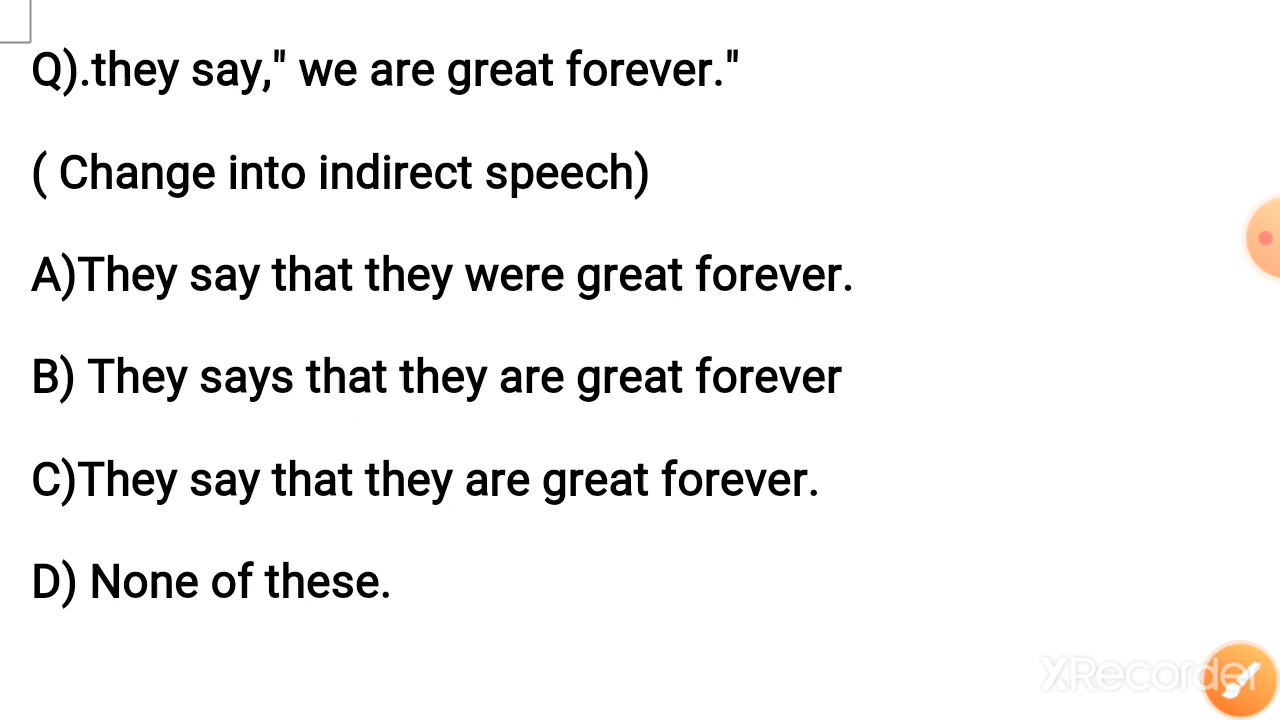 Q).they say," we are great forever."
( Change into indirect speech)
A)They say that they were great forever.
B) They says that they are great forever
C)They say that they are great forever.
D) None of these.
XRecorder